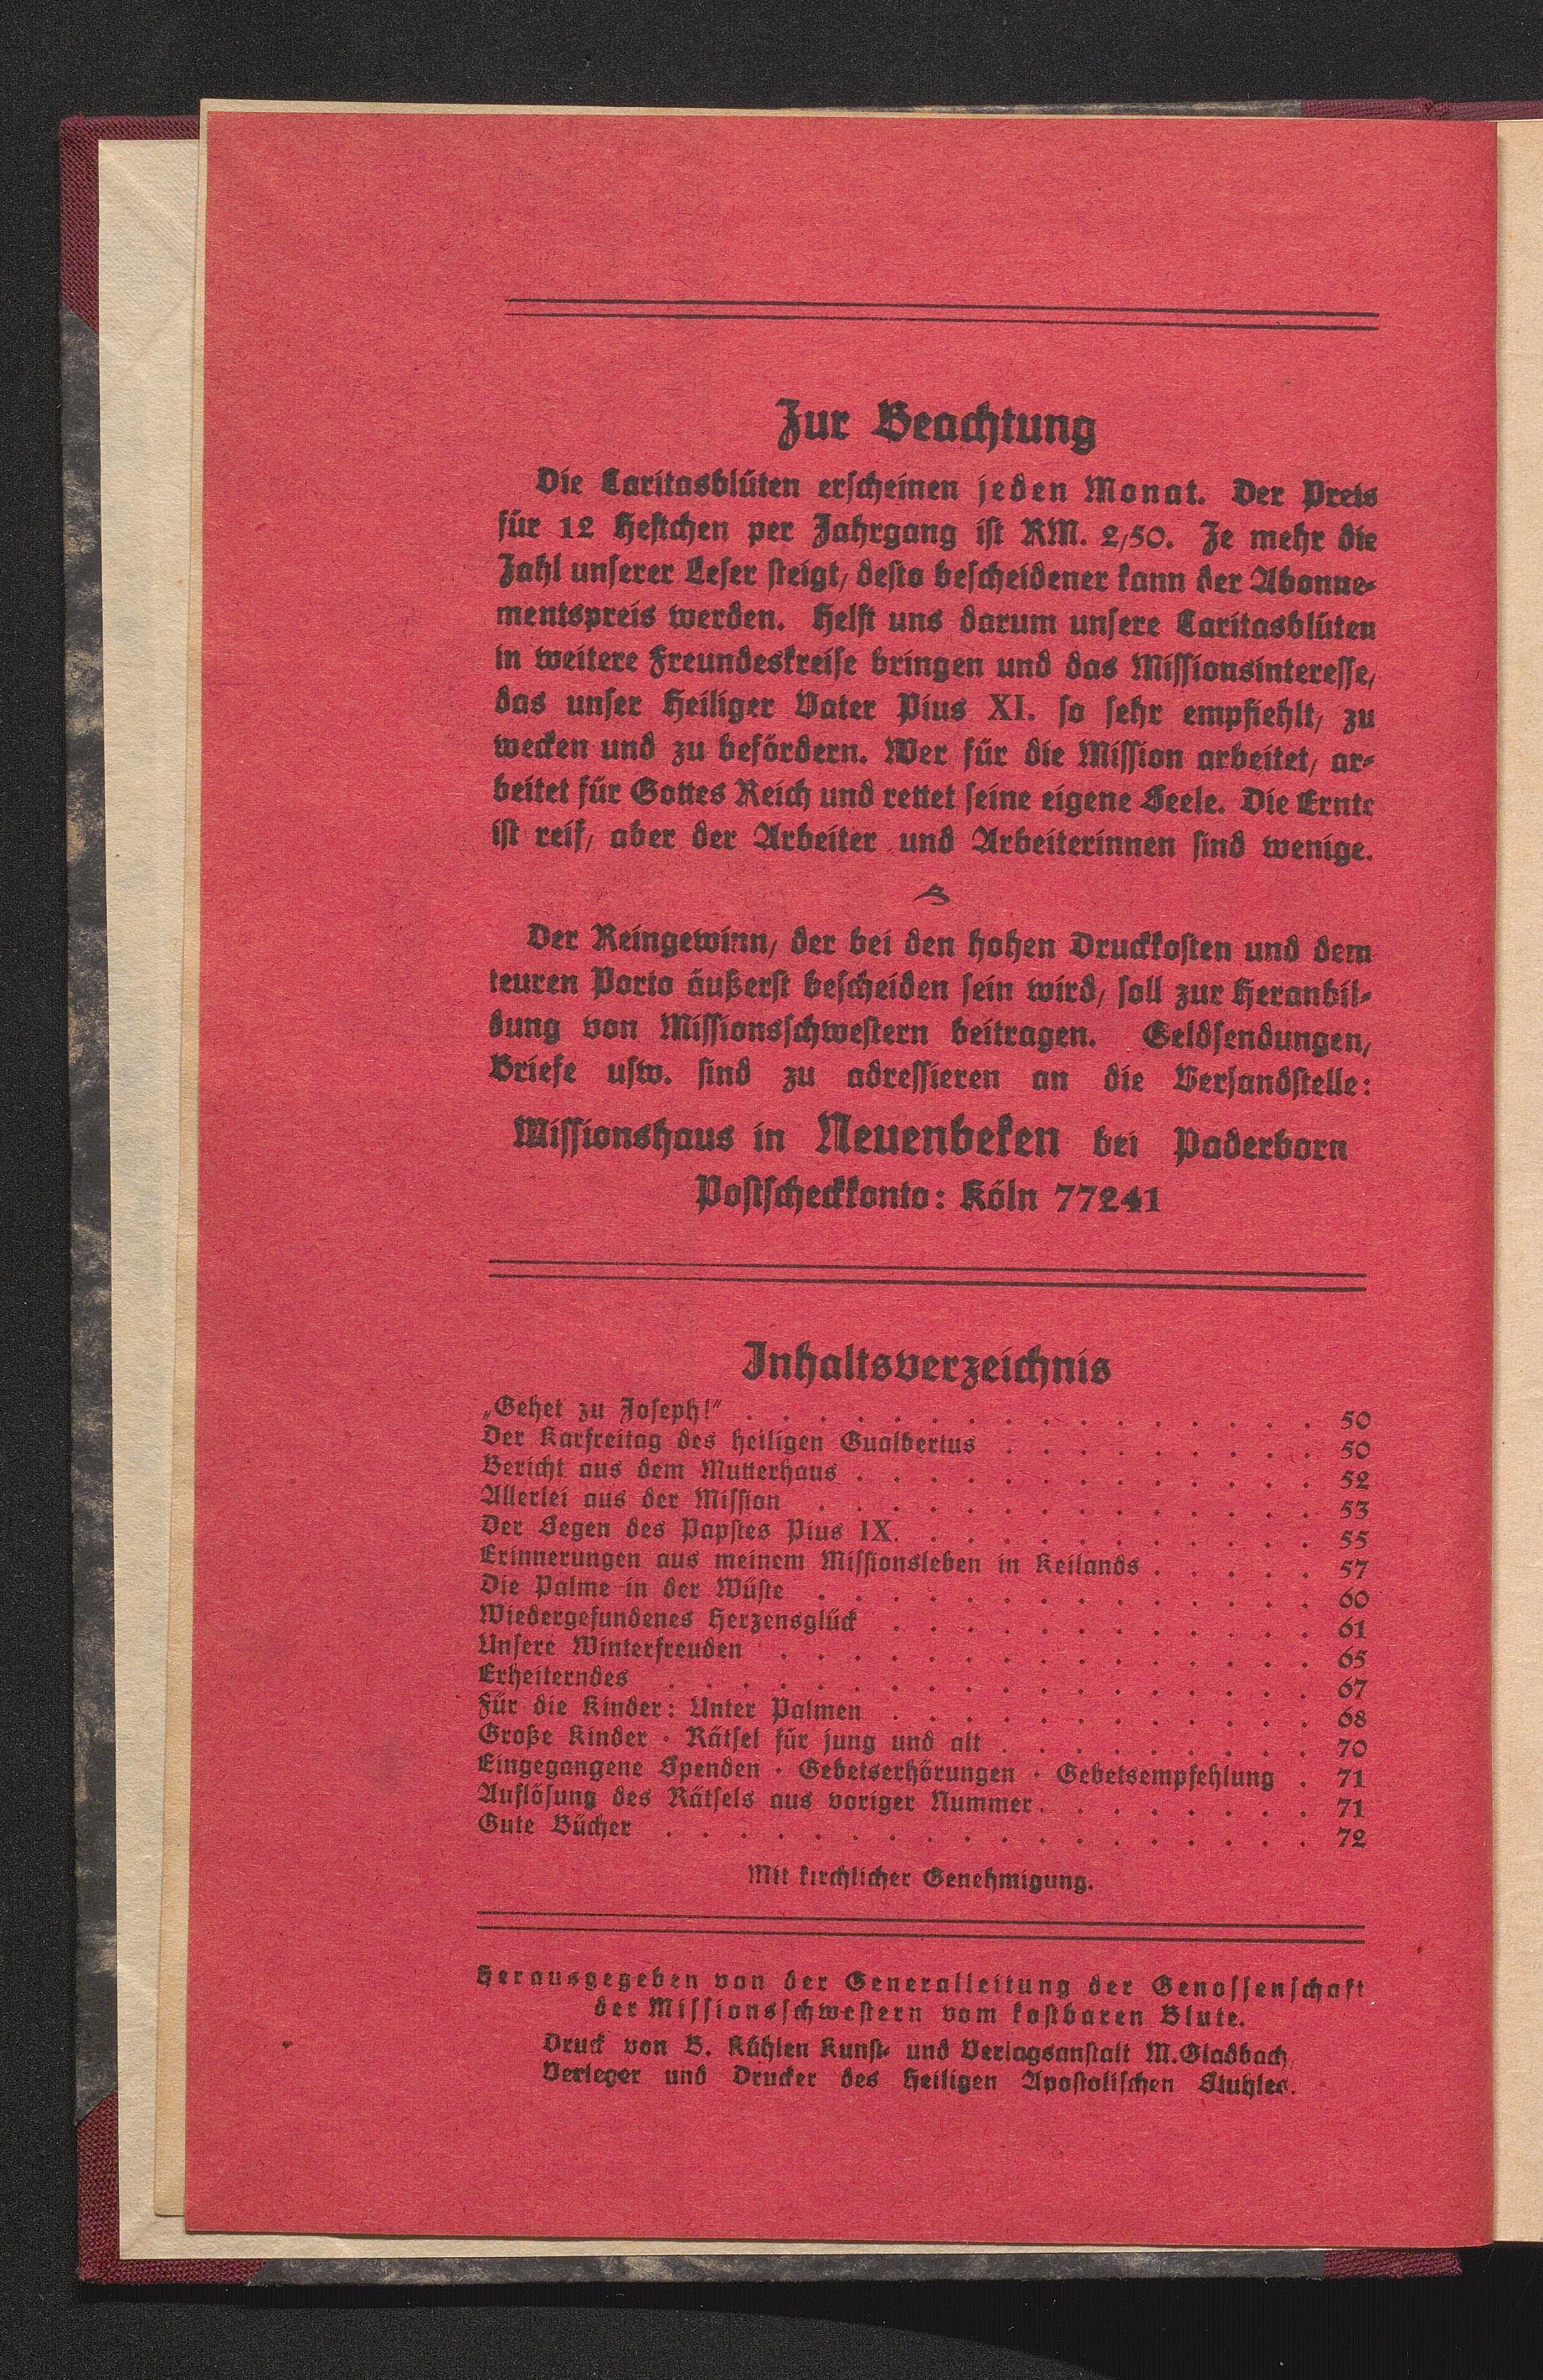 Zur Beachtung
Die Caritasblüten erscheinen jeden Monat. Der Preis
für 12 Heftchen per Jahrgang ist RM. 2,50. Je mehr die
Zahl unserer Leser steigt, desto bescheidener kann der Abonne-
mentspreis werden. Helft uns darum unsere Caritasblüten
in weitere Freundeskreise bringen und das Missionsinteresse,
das unser Heiliger Vater Pius XI. so sehr empfiehlt, zu
wecken und zu befördern. Wer für die Mission arbeitet, ar-
beitet für Gottes Reich und rettet seine eigene Seele. Die Ernte
ist reif, aber der Arbeiter und Arbeiterinnen sind wenige.
Der Reingewinn, der bei den hohen Druckkosten und dem
teuren Porto äußerst bescheiden sein wird, soll zur Heranbil-
dung von Missionsschwestern beitragen. Geldsendungen,
Briefe usw. sind zu adressieren an die Versandstelle:
Missionshaus in Neuenbeken bei Paderborn
Postscheckkonto: Köln 77241
Inhaltsverzeichnis
„Gehet zu Joseph!“ . . . . . . . . . . . . . . . . 50
Der Karfreitag des heiligen Gualbertus . . . . . . . . . 50
Bericht aus dem Mutterhaus . . . . . . . . . . . . . 52
Allerlei aus der Mission . . . . . . . . . . . . . . 53
Der Segen des Papstes Pius IX. . . . . . . . . . . . 55
Erinnerungen aus meinem Missionsleben in Keilands . . . . . 57
Die Palme in der Wüste . . . . . . . . . . . . . . 60
Wiedergefundenes Herzensglück . . . . . . . . . . . . 61
Unsere Winterfreuden . . . . . . . . . . . . . . . 65
Erheiterndes . . . . . . . . . . . . . . . . . . 67
Für die Kinder: Unter Palmen . . . . . . . . . . . . 68
Große Kinder · Rätsel für jung und alt . . . . . . . . . 70
Eingegangene Spenden · Gebetserhörungen · Gebetsempfehlung . 71
Auflösung des Rätsels aus voriger Nummer . . . . . . . . 71
Gute Bücher . . . . . . . . . . . . . . . . . . 72
Mit kirchlicher Genehmigung.
Herausgegeben von der Generalleitung der Genossenschaft
der Missionsschwestern vom kostbaren Blute.
Druck von B. Kühlen Kunst- und Verlagsanstalt M.Gladbach,
Verleger und Drucker des Heiligen Apostolischen Stuhles.